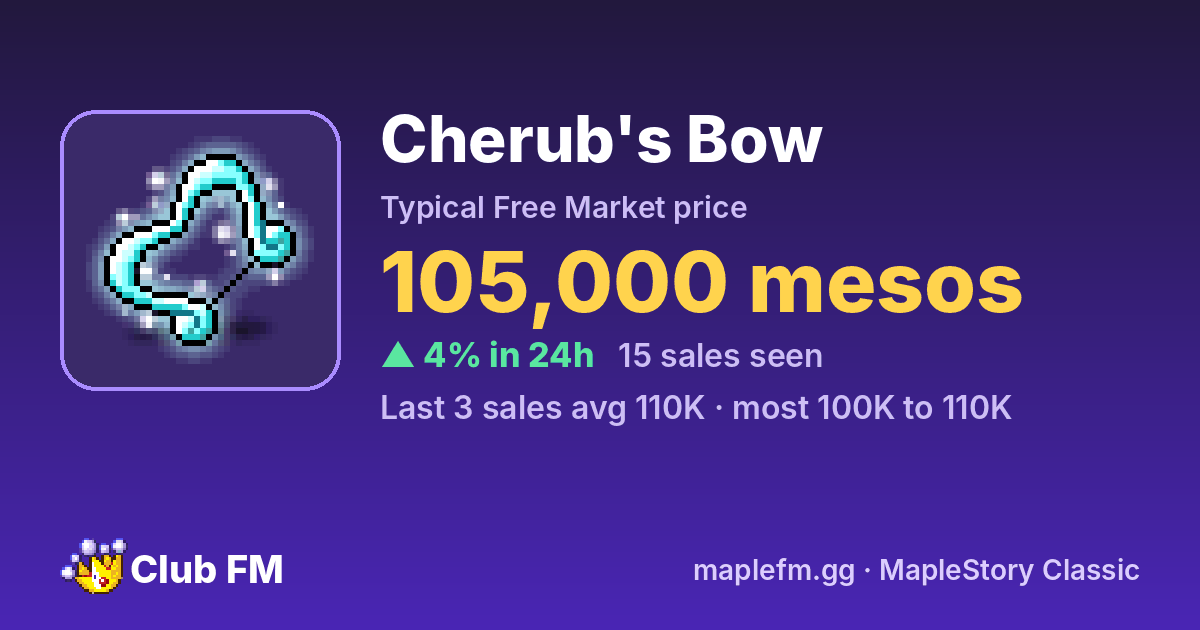 Cherub's Bow
Typical Free Market price
105,000 mesos
▲ 4% in 24h 15 sales seen
Last 3 sales avg 110K · most 100K to 110K
Club FM
maplefm.gg · MapleStory Classic